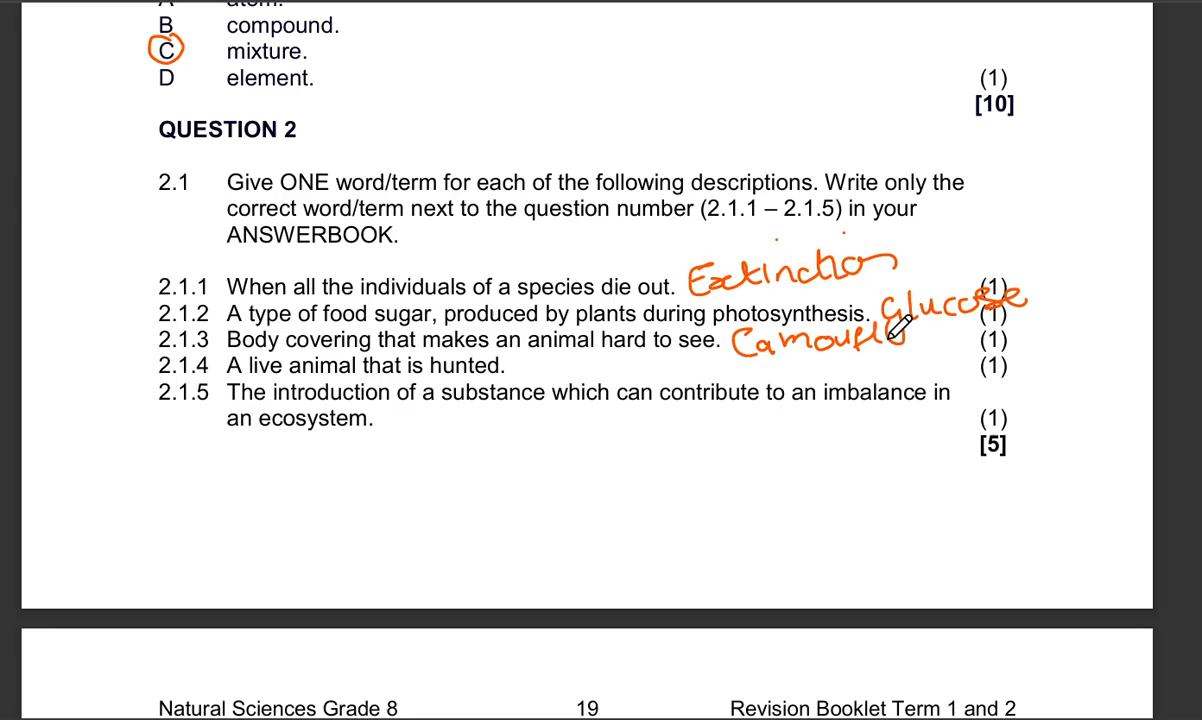 B compound.
C mixture.
D element. (1)
[10]
QUESTION 2
2.1 Give ONE word/term for each of the following descriptions. Write only the
correct word/term next to the question number (2.1.1 – 2.1.5) in your
ANSWERBOOK.
2.1.1 When all the individuals of a species die out. Extinction (1)
2.1.2 A type of food sugar, produced by plants during photosynthesis. Glucose (1)
2.1.3 Body covering that makes an animal hard to see. Camoufl (1)
2.1.4 A live animal that is hunted. (1)
2.1.5 The introduction of a substance which can contribute to an imbalance in
an ecosystem. (1)
[5]
Natural Sciences Grade 8 19 Revision Booklet Term 1 and 2